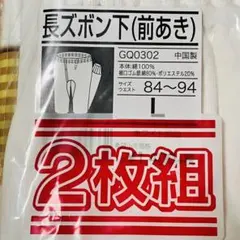 長ズボン下(前あき)
GQ0302 中国製
本体:綿100%
裾口ゴム部:綿80%・ポリエステル20%
サイズ
ウエスト 84〜94
L
2枚組